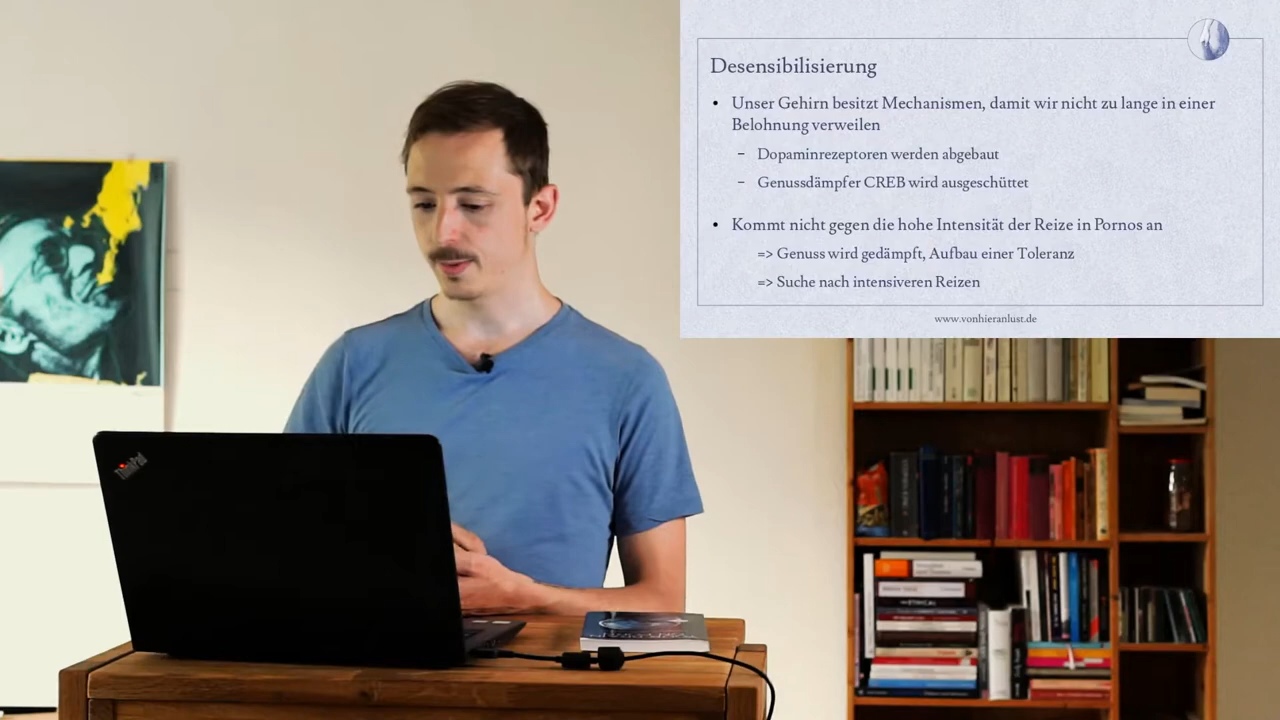 Desensibilisierung
• Unser Gehirn besitzt Mechanismen, damit wir nicht zu lange in einer
Belohnung verweilen
– Dopaminrezeptoren werden abgebaut
– Genussdämpfer CREB wird ausgeschüttet
• Kommt nicht gegen die hohe Intensität der Reize in Pornos an
=> Genuss wird gedämpft, Aufbau einer Toleranz
=> Suche nach intensiveren Reizen
www.vonhieranlust.de
ThinkPad